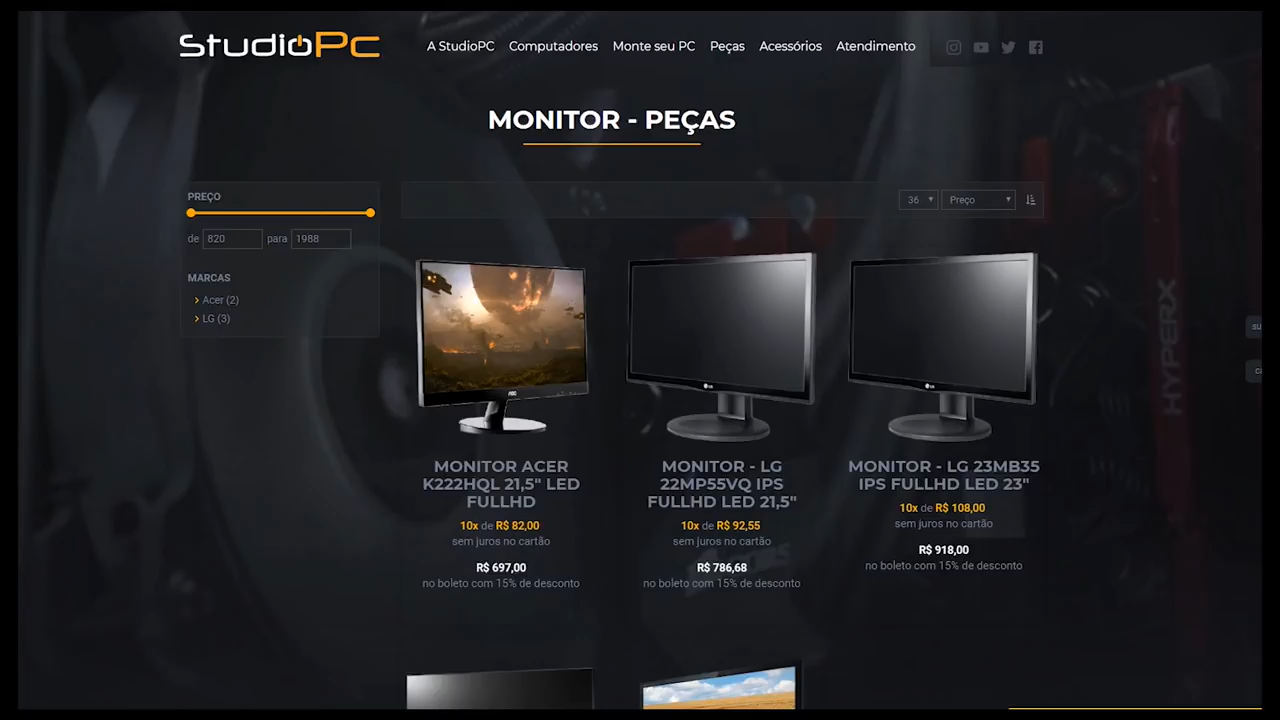 StudioPc
A StudioPC Computadores Monte seu PC Peças Acessórios Atendimento
MONITOR - PEÇAS
PREÇO
de 820 para 1988
MARCAS
Acer (2)
LG (3)
36 Preço
MONITOR ACER
K222HQL 21,5" LED
FULLHD
10x de R$ 82,00
sem juros no cartão
R$ 697,00
no boleto com 15% de desconto
MONITOR - LG
22MP55VQ IPS
FULLHD LED 21,5"
10x de R$ 92,55
sem juros no cartão
R$ 786,68
no boleto com 15% de desconto
MONITOR - LG 23MB35
IPS FULLHD LED 23"
10x de R$ 108,00
sem juros no cartão
R$ 918,00
no boleto com 15% de desconto
HYPERX